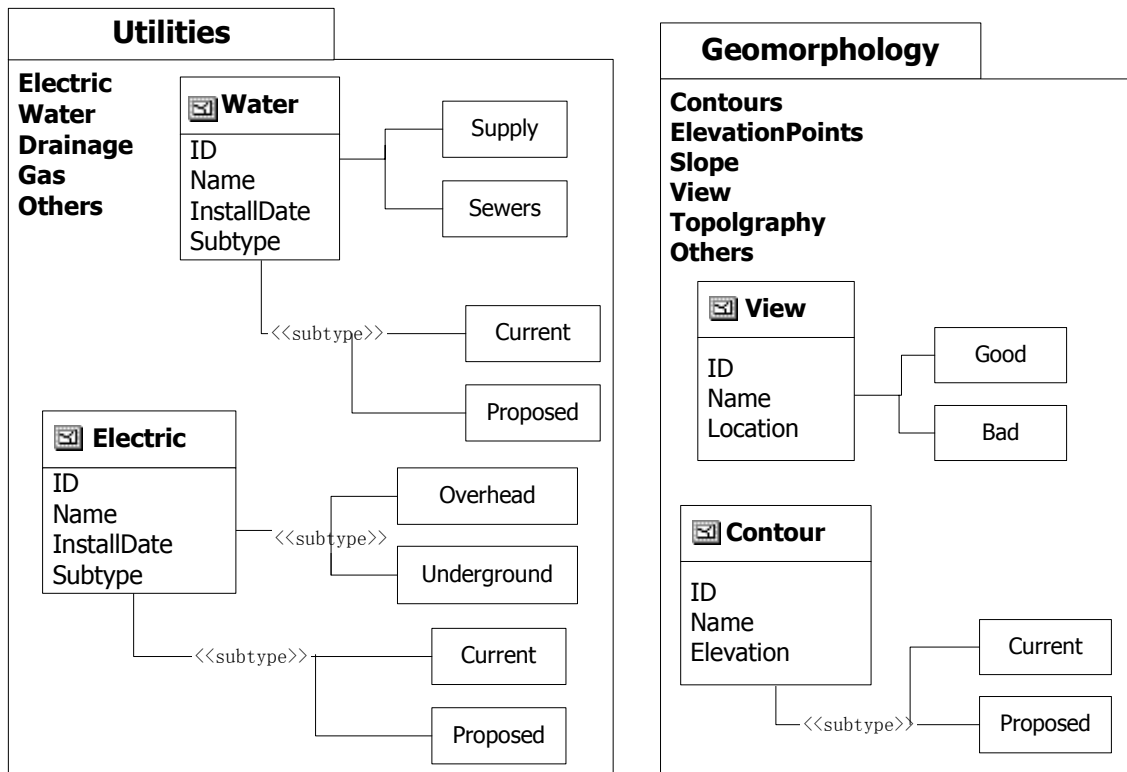 Utilities
Electric
Water
Drainage
Gas
Others
Water
ID
Name
InstallDate
Subtype
Supply
Sewers
<<subtype>>
Current
Proposed
Electric
ID
Name
InstallDate
Subtype
<<subtype>>
Overhead
Underground
<<subtype>>
Current
Proposed
Geomorphology
Contours
ElevationPoints
Slope
View
Topolgraphy
Others
View
ID
Name
Location
Good
Bad
Contour
ID
Name
Elevation
<<subtype>>
Current
Proposed